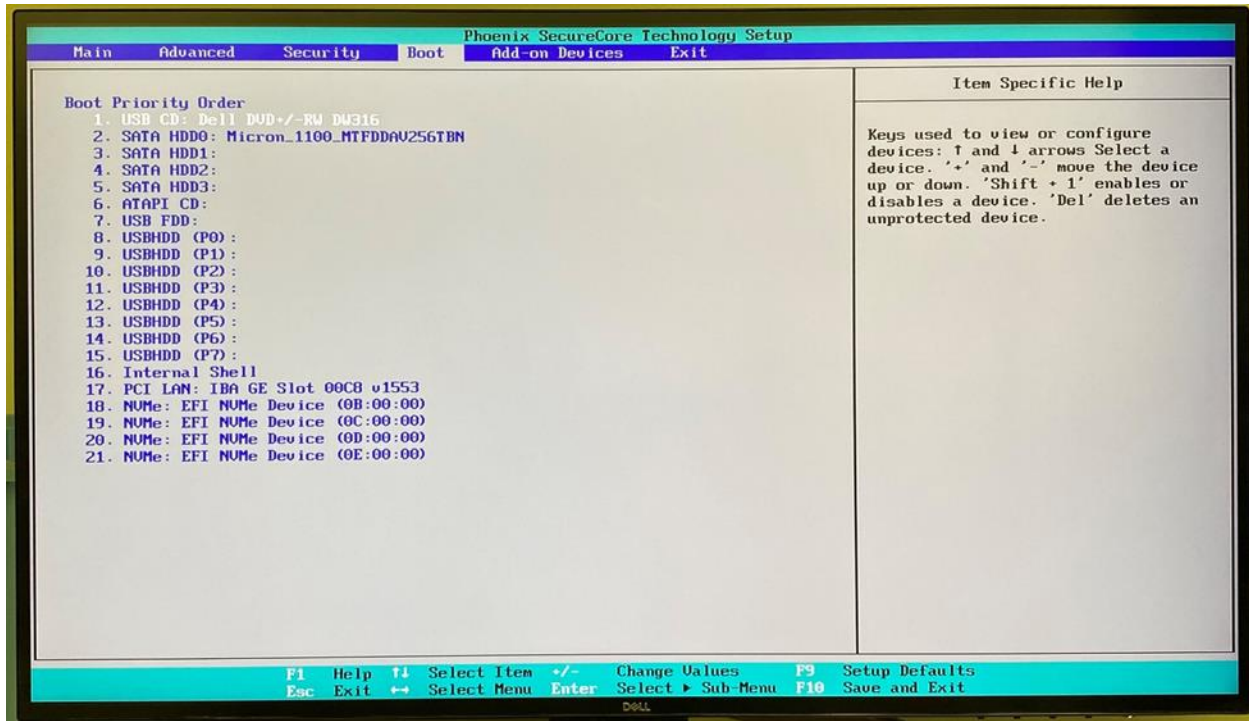 Phoenix SecureCore Technology Setup
Main Advanced Security Boot Add-on Devices Exit
Item Specific Help
Boot Priority Order
1. USB CD: Dell DVD+/-RW DW316
2. SATA HDD0: Micron_1100_MTFDDAV256TBN
3. SATA HDD1:
4. SATA HDD2:
5. SATA HDD3:
6. ATAPI CD:
7. USB FDD:
8. USBHDD (P0) :
9. USBHDD (P1) :
10. USBHDD (P2) :
11. USBHDD (P3) :
12. USBHDD (P4) :
13. USBHDD (P5) :
14. USBHDD (P6) :
15. USBHDD (P7) :
16. Internal Shell
17. PCI LAN: IBA GE Slot 00C8 v1553
18. NVMe: EFI NVMe Device (0B:00:00)
19. NVMe: EFI NVMe Device (0C:00:00)
20. NVMe: EFI NVMe Device (0D:00:00)
21. NVMe: EFI NVMe Device (0E:00:00)
Keys used to view or configure
devices: ↑ and ↓ arrows Select a
device. '+' and '-' move the device
up or down. 'Shift + 1' enables or
disables a device. 'Del' deletes an
unprotected device.
F1 Help ↑↓ Select Item +/- Change Values F9 Setup Defaults
Esc Exit ↔ Select Menu Enter Select ▶ Sub-Menu F10 Save and Exit
DELL